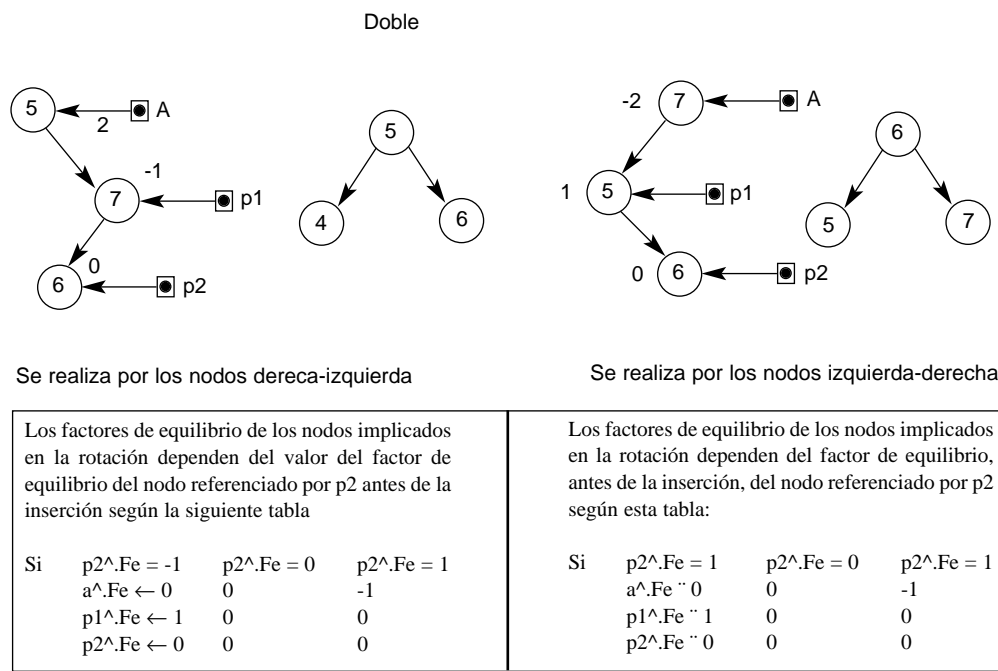 Doble
5
A
2
-1
7
p1
0
6
p2
5
4
6
-2
7
A
1
5
p1
0
6
p2
6
5
7
Se realiza por los nodos dereca-izquierda
Se realiza por los nodos izquierda-derecha
Los factores de equilibrio de los nodos implicados
en la rotación dependen del valor del factor de
equilibrio del nodo referenciado por p2 antes de la
inserción según la siguiente tabla
Si p2^.Fe = -1 p2^.Fe = 0 p2^.Fe = 1
a^.Fe ← 0 0 -1
p1^.Fe ← 1 0 0
p2^.Fe ← 0 0 0
Los factores de equilibrio de los nodos implicados
en la rotación dependen del factor de equilibrio,
antes de la inserción, del nodo referenciado por p2
según esta tabla:
Si p2^.Fe = 1 p2^.Fe = 0 p2^.Fe = 1
a^.Fe ¨ 0 0 -1
p1^.Fe ¨ 1 0 0
p2^.Fe ¨ 0 0 0